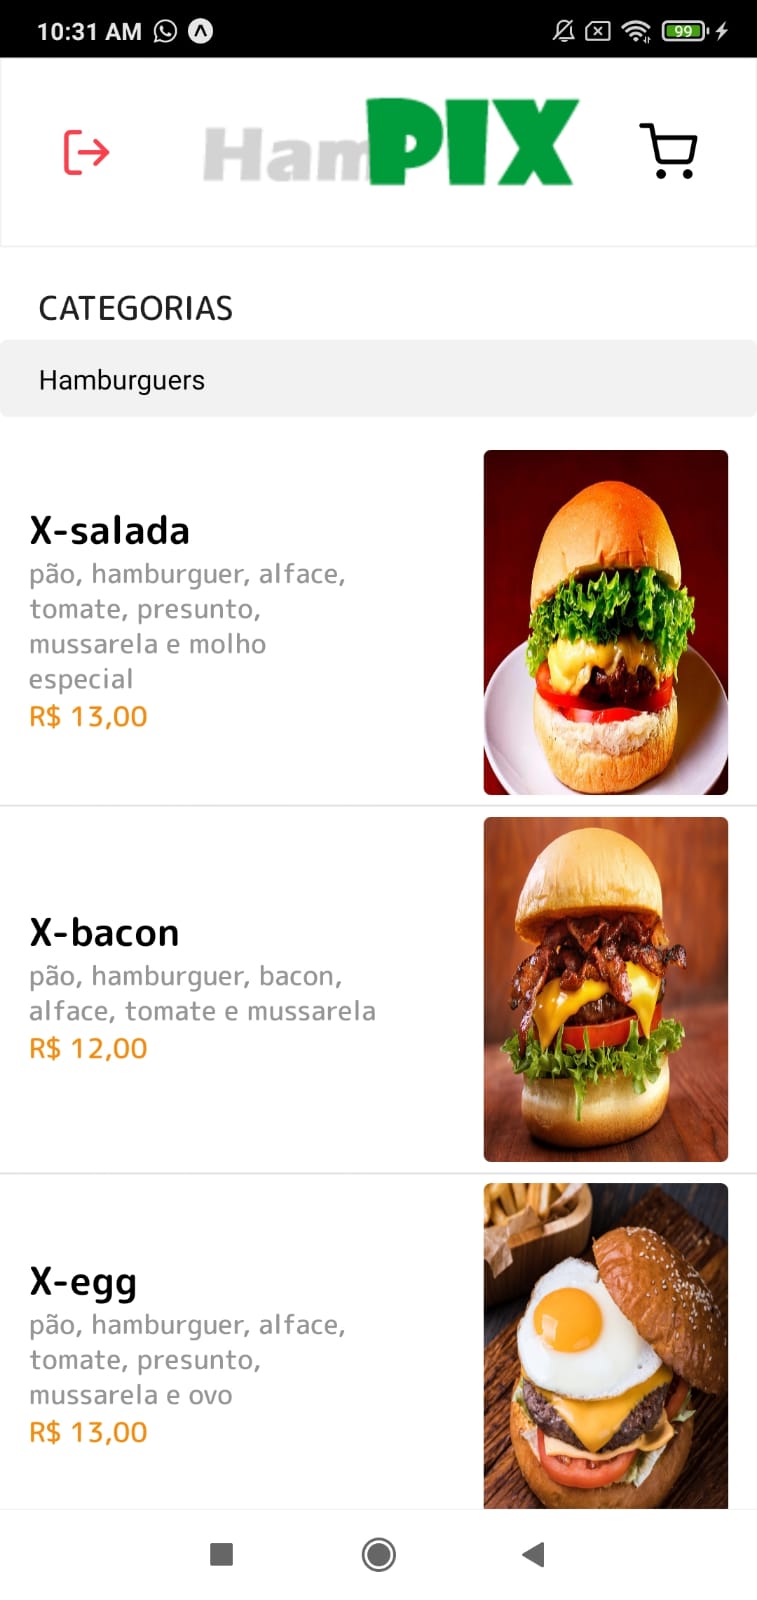 10:31 AM
99
HamPIX
CATEGORIAS
Hamburguers
X-salada
pão, hamburguer, alface,
tomate, presunto,
mussarela e molho
especial
R$ 13,00
X-bacon
pão, hamburguer, bacon,
alface, tomate e mussarela
R$ 12,00
X-egg
pão, hamburguer, alface,
tomate, presunto,
mussarela e ovo
R$ 13,00